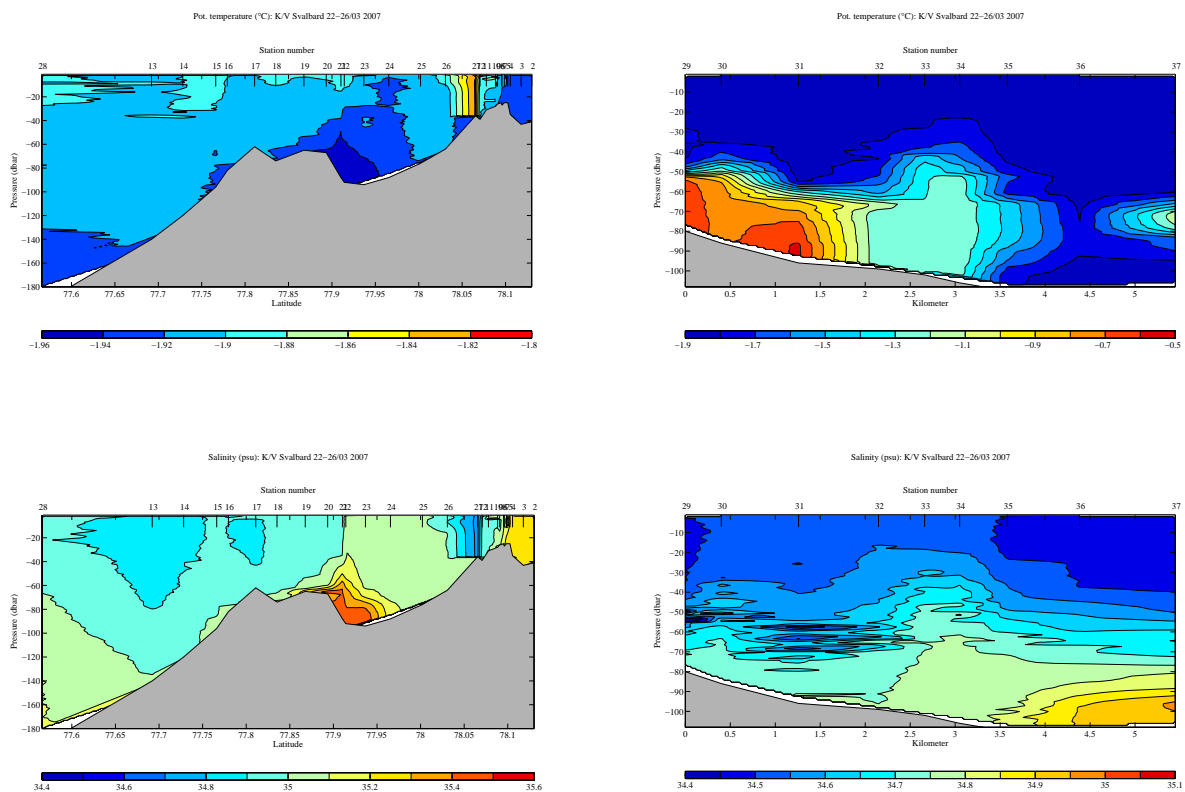 Pot. temperature (°C): K/V Svalbard 22−26/03 2007
Station number
28 13 14 15 16 17 18 19 20 22 23 24 25 26 3 2
−20
−40
−60
−80
−100
−120
−140
−160
−180
Pressure (dbar)
77.6 77.65 77.7 77.75 77.8 77.85 77.9 77.95 78 78.05 78.1
Latitude
−1.96 −1.94 −1.92 −1.9 −1.88 −1.86 −1.84 −1.82 −1.8
Pot. temperature (°C): K/V Svalbard 22−26/03 2007
Station number
29 30 31 32 33 34 35 36 37
−10
−20
−30
−40
−50
−60
−70
−80
−90
−100
Pressure (dbar)
0 0.5 1 1.5 2 2.5 3 3.5 4 4.5 5
Kilometer
−1.9 −1.7 −1.5 −1.3 −1.1 −0.9 −0.7 −0.5
Salinity (psu): K/V Svalbard 22−26/03 2007
Station number
28 13 14 15 16 17 18 19 20 22 23 24 25 26 3 2
−20
−40
−60
−80
−100
−120
−140
−160
−180
Pressure (dbar)
77.6 77.65 77.7 77.75 77.8 77.85 77.9 77.95 78 78.05 78.1
Latitude
34.4 34.6 34.8 35 35.2 35.4 35.6
Salinity (psu): K/V Svalbard 22−26/03 2007
Station number
29 30 31 32 33 34 35 36 37
−10
−20
−30
−40
−50
−60
−70
−80
−90
−100
Pressure (dbar)
0 0.5 1 1.5 2 2.5 3 3.5 4 4.5 5
Kilometer
34.4 34.5 34.6 34.7 34.8 34.9 35 35.1